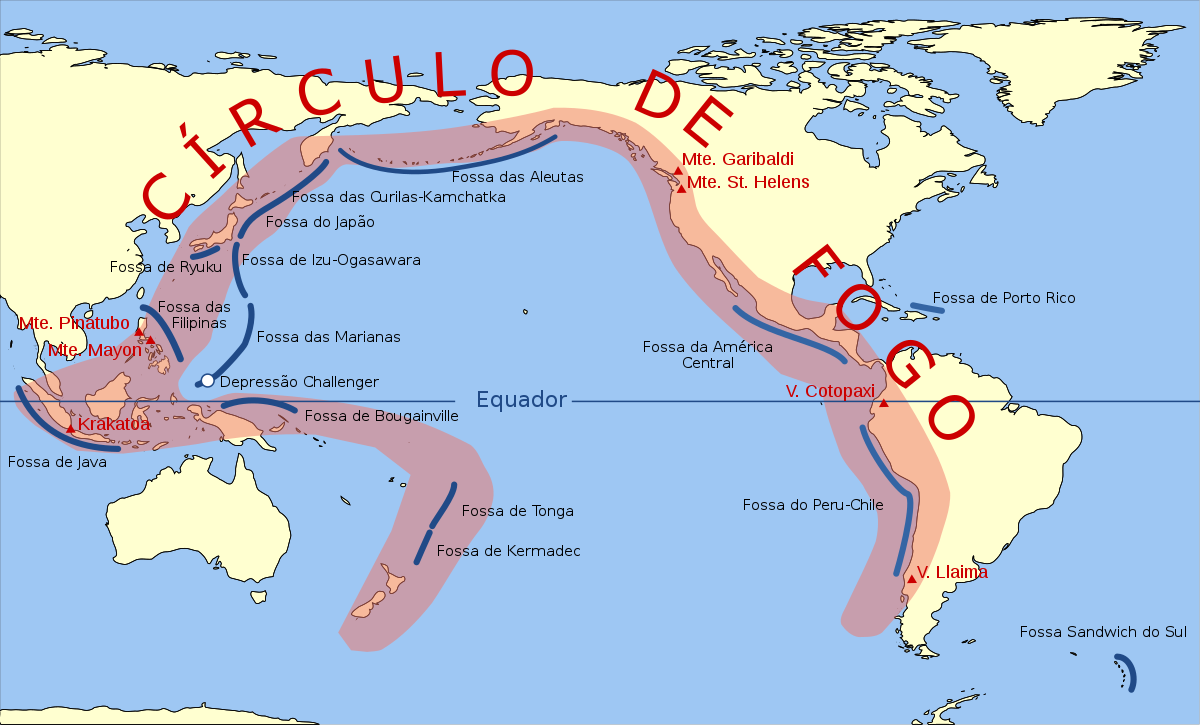 CÍRCULO DE FOGO
Mte. Garibaldi
Mte. St. Helens
Fossa das Aleutas
Fossa das Curilas-Kamchatka
Fossa do Japão
Fossa de Izu-Ogasawara
Fossa de Ryuku
Fossa de Porto Rico
Fossa das
Filipinas
Mte. Pinatubo
Fossa das Marianas
Mte. Mayon
Fossa da América
Central
Depressão Challenger
V. Cotopaxi
Equador
Fossa de Bougainville
Krakatoa
Fossa de Java
Fossa do Peru-Chile
Fossa de Tonga
Fossa de Kermadec
V. Llaima
Fossa Sandwich do Sul